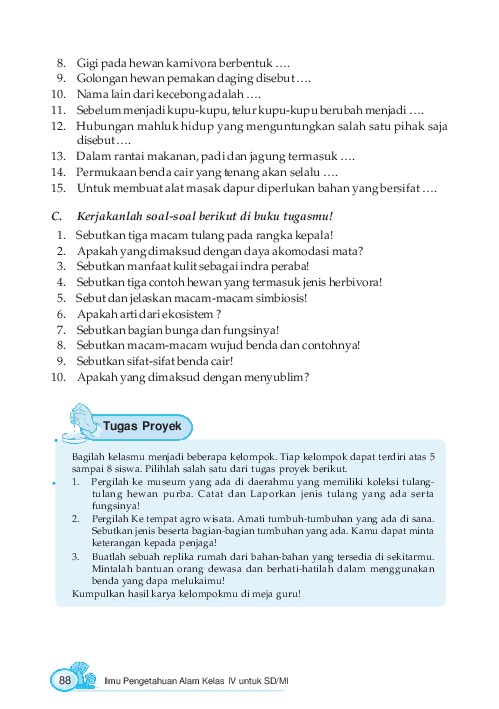 8. Gigi pada hewan karnivora berbentuk ….
9. Golongan hewan pemakan daging disebut ….
10. Nama lain dari kecebong adalah ….
11. Sebelum menjadi kupu-kupu, telur kupu-kupu berubah menjadi ….
12. Hubungan mahluk hidup yang menguntungkan salah satu pihak saja
disebut ….
13. Dalam rantai makanan, padi dan jagung termasuk ….
14. Permukaan benda cair yang tenang akan selalu ….
15. Untuk membuat alat masak dapur diperlukan bahan yang bersifat ….
C. Kerjakanlah soal-soal berikut di buku tugasmu!
1. Sebutkan tiga macam tulang pada rangka kepala!
2. Apakah yang dimaksud dengan daya akomodasi mata?
3. Sebutkan manfaat kulit sebagai indra peraba!
4. Sebutkan tiga contoh hewan yang termasuk jenis herbivora!
5. Sebut dan jelaskan macam-macam simbiosis!
6. Apakah arti dari ekosistem ?
7. Sebutkan bagian bunga dan fungsinya!
8. Sebutkan macam-macam wujud benda dan contohnya!
9. Sebutkan sifat-sifat benda cair!
10. Apakah yang dimaksud dengan menyublim?
Tugas Proyek
Bagilah kelasmu menjadi beberapa kelompok. Tiap kelompok dapat terdiri atas 5
sampai 8 siswa. Pilihlah salah satu dari tugas proyek berikut.
1. Pergilah ke museum yang ada di daerahmu yang memiliki koleksi tulang-
tulang hewan purba. Catat dan Laporkan jenis tulang yang ada serta
fungsinya!
2. Pergilah Ke tempat agro wisata. Amati tumbuh-tumbuhan yang ada di sana.
Sebutkan jenis beserta bagian-bagian tumbuhan yang ada. Kamu dapat minta
keterangan kepada penjaga!
3. Buatlah sebuah replika rumah dari bahan-bahan yang tersedia di sekitarmu.
Mintalah bantuan orang dewasa dan berhati-hatilah dalam menggunakan
benda yang dapa melukaimu!
Kumpulkan hasil karya kelompokmu di meja guru!
88 Ilmu Pengetahuan Alam Kelas IV untuk SD/MI